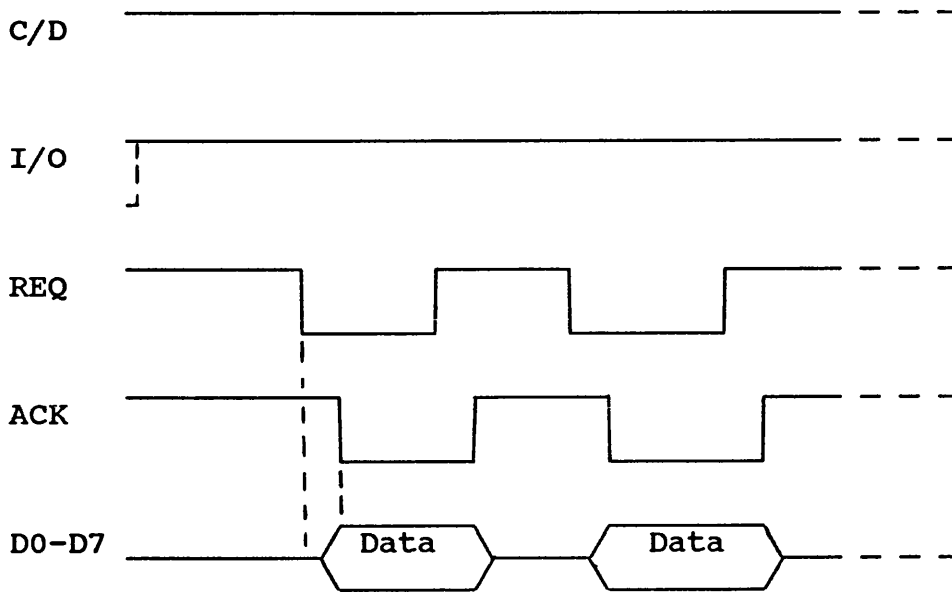 C/D
I/O
REQ
ACK
D0-D7
Data
Data